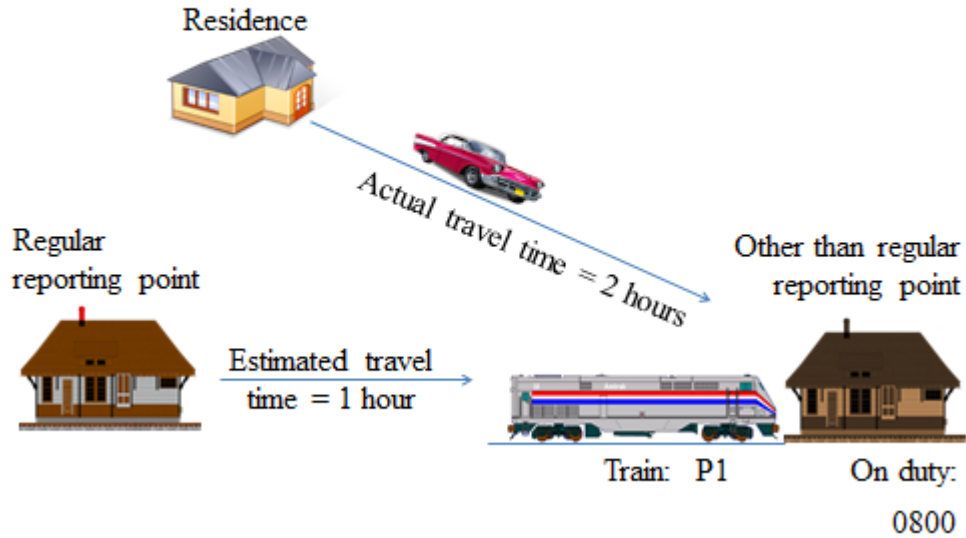 Residence
Actual travel time = 2 hours
Regular
reporting point
Other than regular
reporting point
Estimated travel
time = 1 hour
Train: P1
On duty:
0800